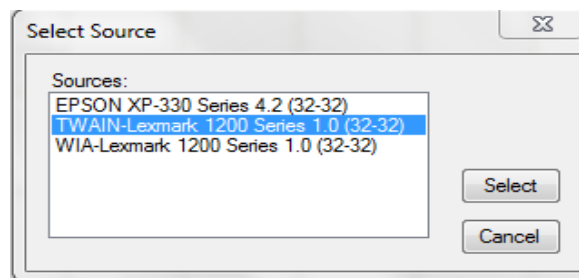 Select Source
Sources:
EPSON XP-330 Series 4.2 (32-32)
TWAIN-Lexmark 1200 Series 1.0 (32-32)
WIA-Lexmark 1200 Series 1.0 (32-32)
Select
Cancel